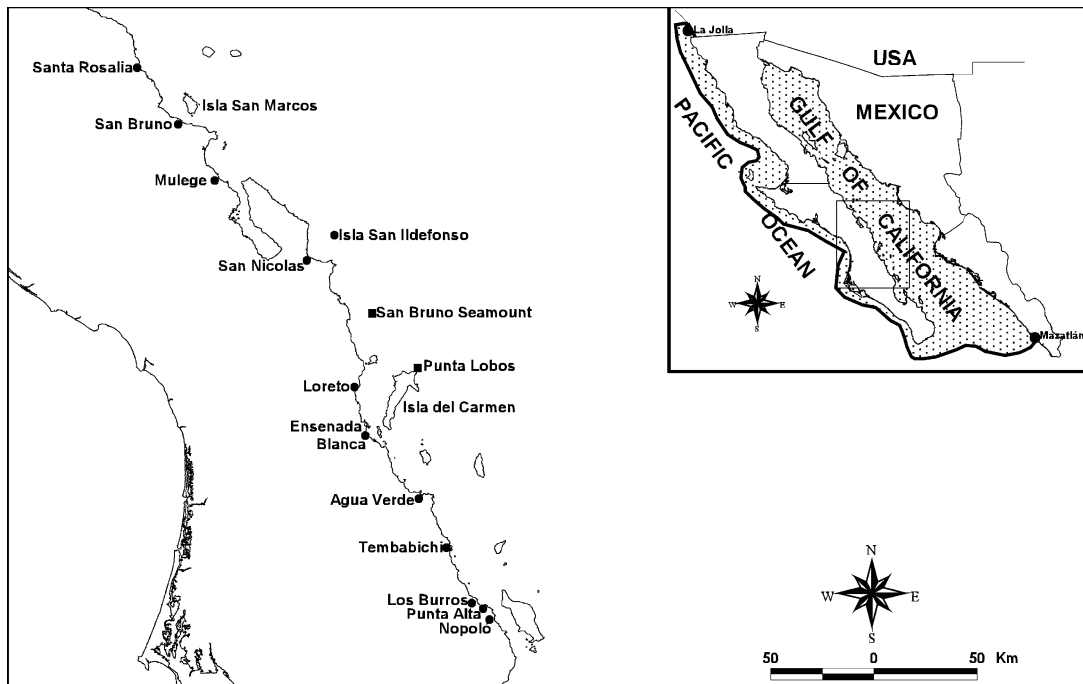 Santa Rosalia
Isla San Marcos
San Bruno
Mulege
Isla San Ildefonso
San Nicolas
San Bruno Seamount
Punta Lobos
Loreto
Isla del Carmen
Ensenada
Blanca
Agua Verde
Tembabichi
Los Burros
Punta Alta
Nopolo
La Jolla
USA
MEXICO
PACIFIC
OCEAN
GULF
OF
CALIFORNIA
Mazatlán
N
W E
S
N
W E
S
50 0 50 Km